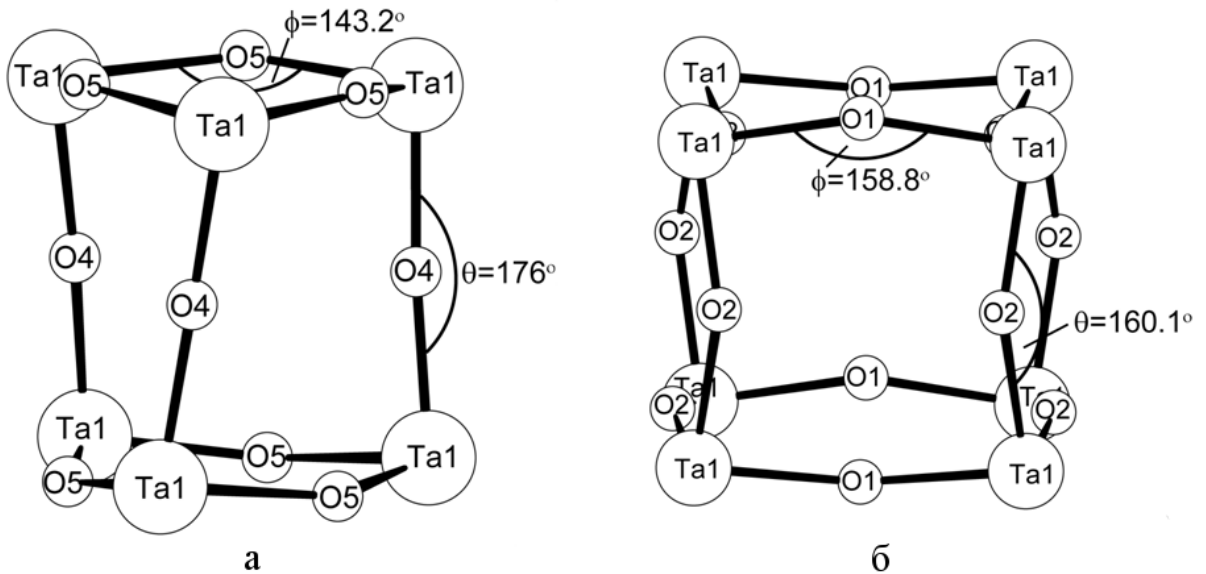 ϕ=143.2°
Ta1 O5 O5 O5 Ta1
Ta1
O4 O4 θ=176°
O4
Ta1 O5 Ta1
O5 Ta1 O5
а
Ta1 O1 Ta1
Ta1 O1 Ta1
ϕ=158.8°
O2 O2
O2 O2 θ=160.1°
O1
O2 O2
Ta1 O1 Ta1
б